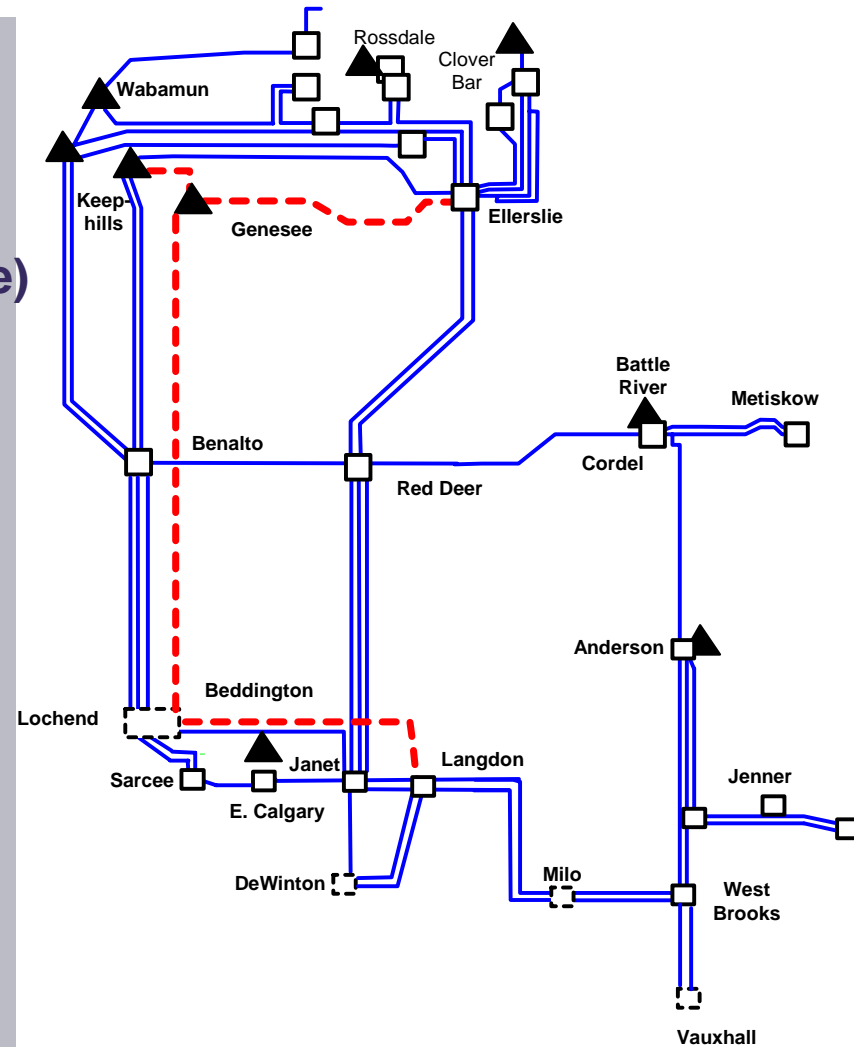 Rossdale
Clover
Bar
Wabamun
Keep-
hills
Genesee
Ellerslie
e)
Battle
River
Metiskow
Benalto
Cordel
Red Deer
Anderson
Beddington
Lochend
Janet
Langdon
Jenner
Sarcee
E. Calgary
DeWinton
Milo
West
Brooks
Vauxhall